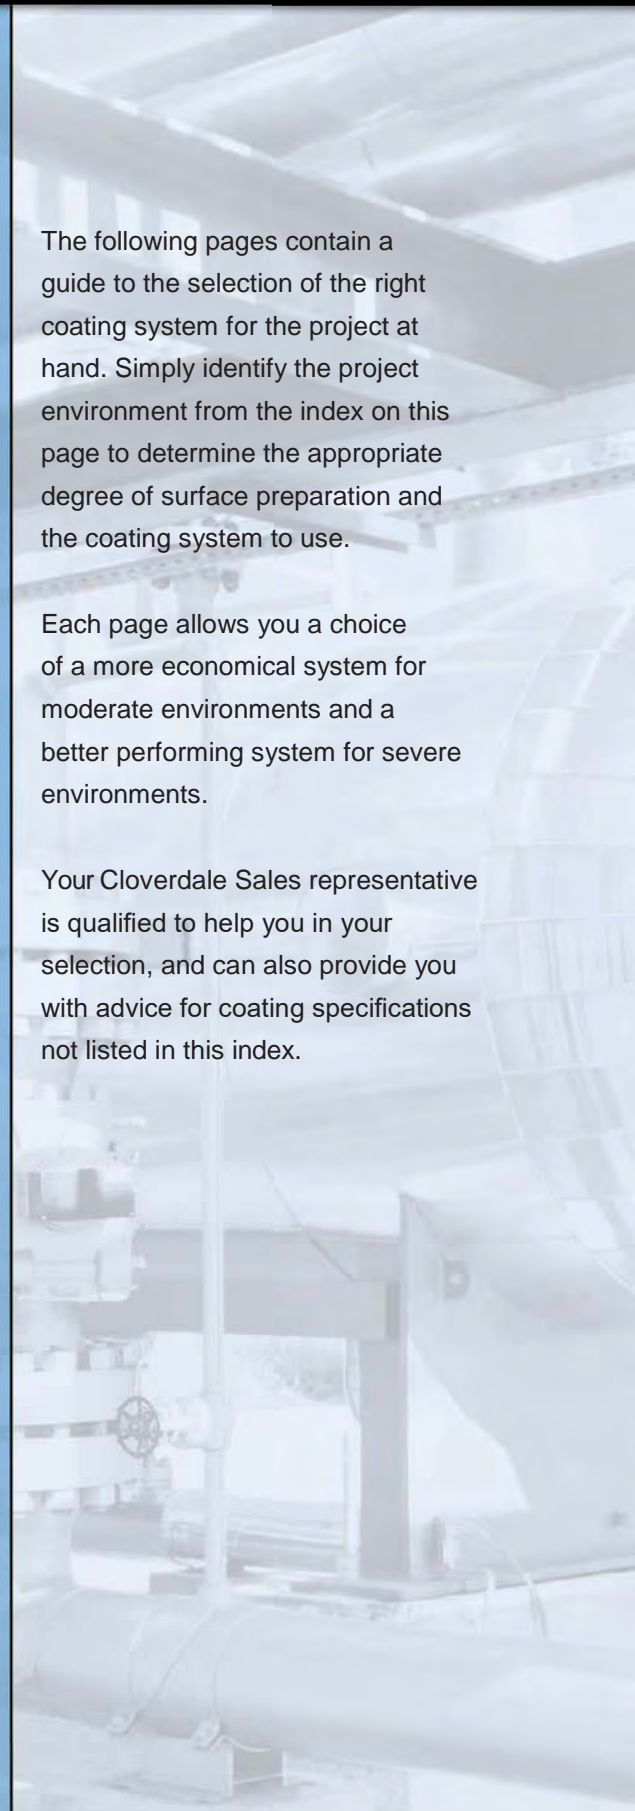 The following pages contain a
guide to the selection of the right
coating system for the project at
hand. Simply identify the project
environment from the index on this
page to determine the appropriate
degree of surface preparation and
the coating system to use.
Each page allows you a choice
of a more economical system for
moderate environments and a
better performing system for severe
environments.
Your Cloverdale Sales representative
is qualified to help you in your
selection, and can also provide you
with advice for coating specifications
not listed in this index.